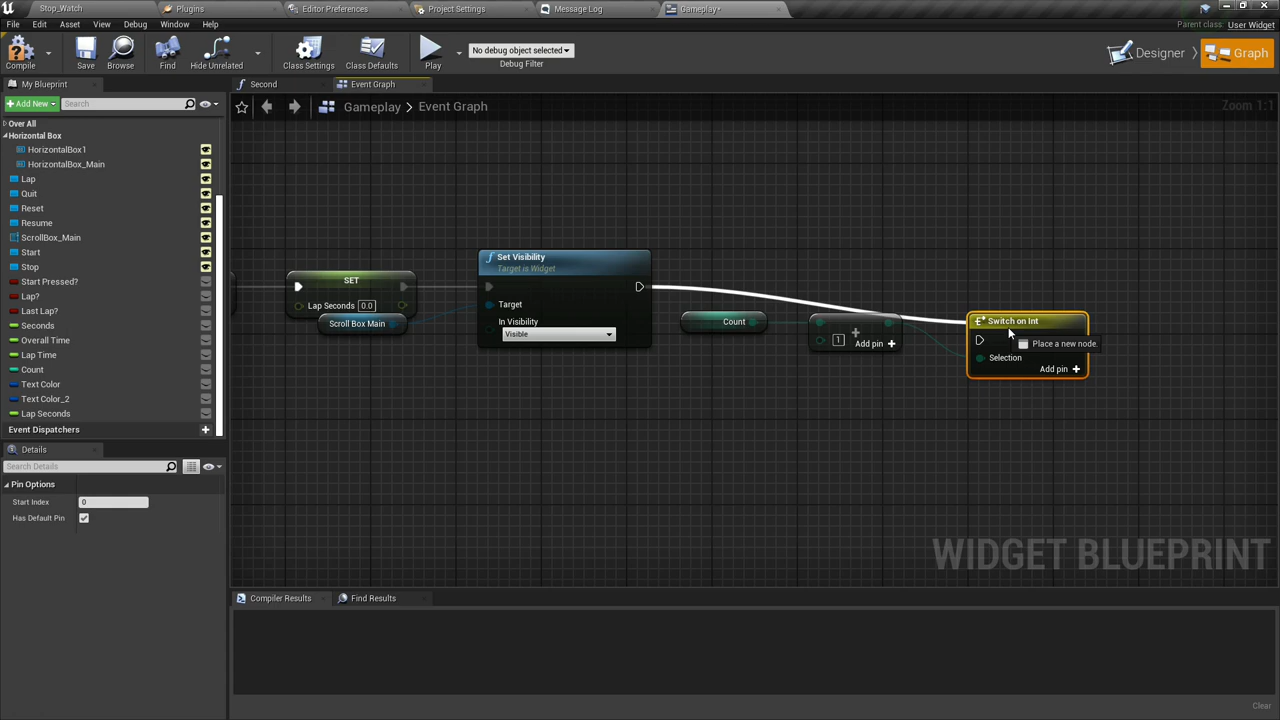 Stop_Watch
Plugins
Editor Preferences
Project Settings
Message Log
Gameplay*
File Edit Asset View Debug Window Help
Parent class: User Widget
Compile
Save
Browse
Find
Hide Unrelated
Class Settings
Class Defaults
Play
No debug object selected
Debug Filter
Designer
Graph
My Blueprint
Second
Event Graph
Add New
Search
Gameplay > Event Graph
Zoom 1:1
Over All
Horizontal Box
HorizontalBox1
HorizontalBox_Main
Lap
Quit
Reset
Resume
ScrollBox_Main
Start
Stop
Start Pressed?
Lap?
Last Lap?
Seconds
Overall Time
Lap Time
Count
Text Color
Text Color_2
Lap Seconds
Event Dispatchers
Details
Search Details
Pin Options
Start Index 0
Has Default Pin
SET
Lap Seconds 0.0
Scroll Box Main
f Set Visibility
Target is Widget
Target
In Visibility
Visible
Count
+
1
Add pin +
Switch on Int
Place a new node.
Selection
Add pin +
WIDGET BLUEPRINT
Compiler Results
Find Results
Clear